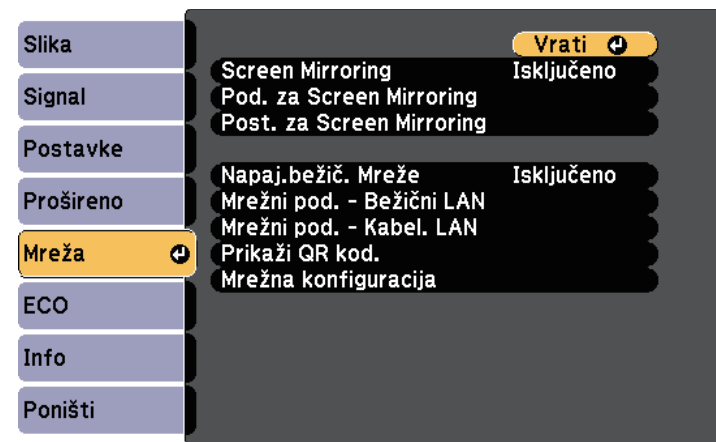 Slika
Signal
Postavke
Prošireno
Mreža
ECO
Info
Poništi
Vrati
Screen Mirroring Isključeno
Pod. za Screen Mirroring
Post. za Screen Mirroring
Napaj.bežič. Mreže Isključeno
Mrežni pod. - Bežični LAN
Mrežni pod. - Kabel. LAN
Prikaži QR kod.
Mrežna konfiguracija